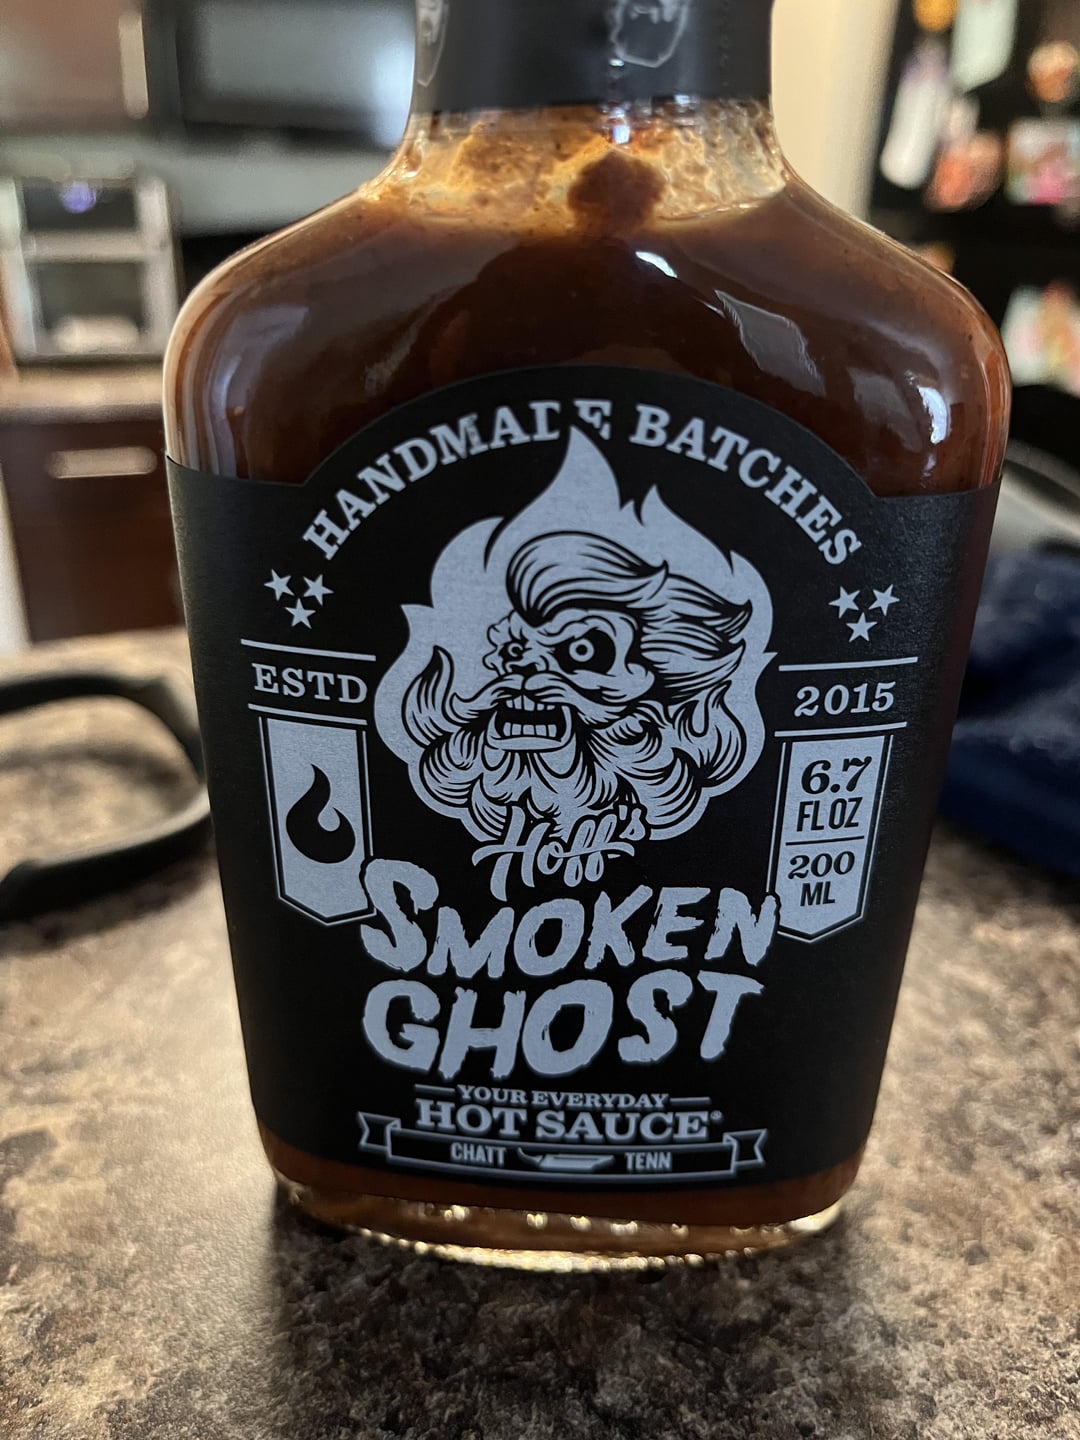 HANDMADE BATCHES
ESTD
2015
6.7
FL OZ
200
ML
Hoff's
SMOKEN
GHOST
YOUR EVERYDAY
HOT SAUCE®
CHATT TENN